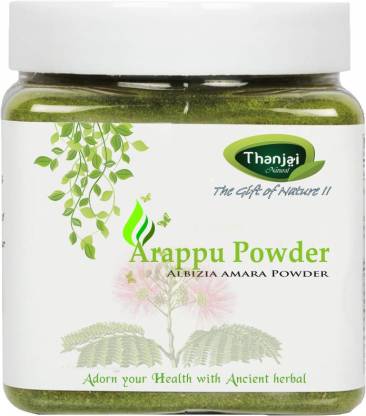 Thanjai
Natural
The Gift of Nature !!
Arappu Powder
ALBIZIA AMARA POWDER
Adorn your Health with Ancient herbal